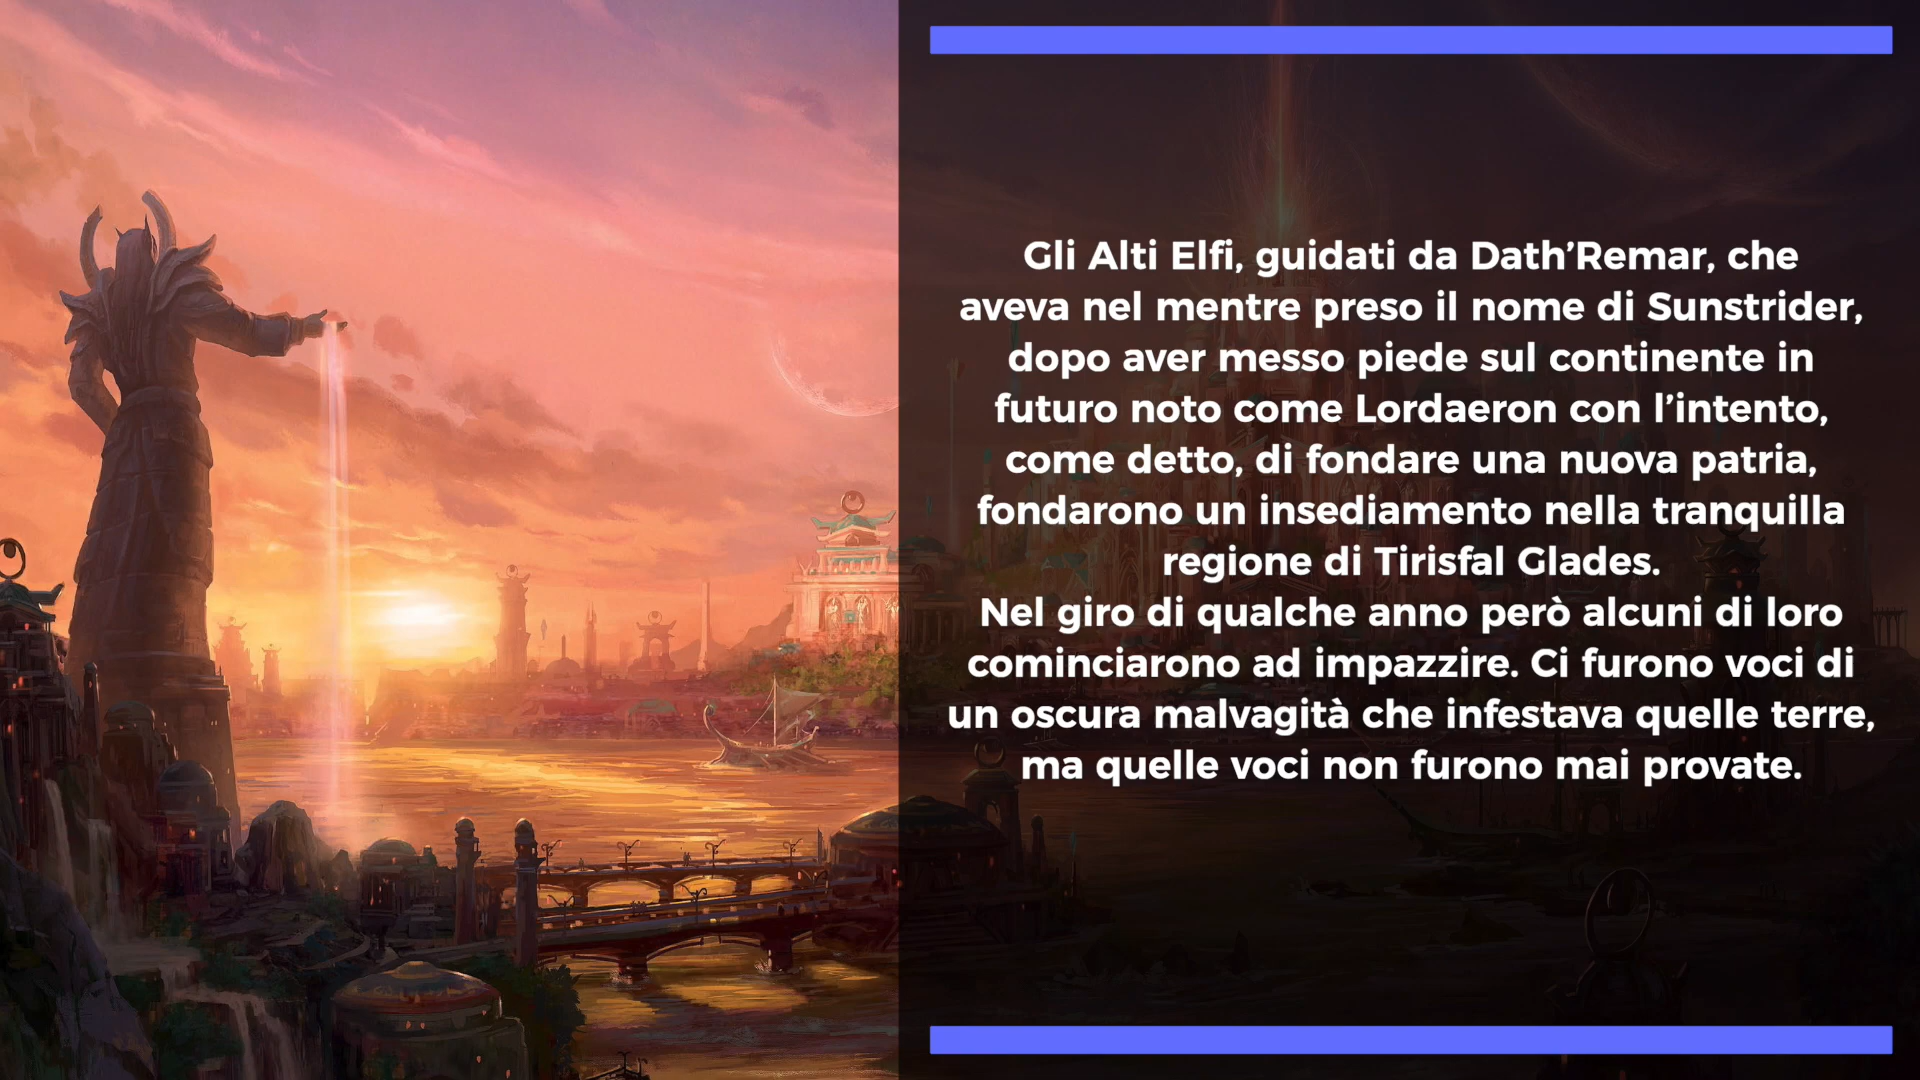 Gli Alti Elfi, guidati da Dath’Remar, che
aveva nel mentre preso il nome di Sunstrider,
dopo aver messo piede sul continente in
futuro noto come Lordaeron con l’intento,
come detto, di fondare una nuova patria,
fondarono un insediamento nella tranquilla
regione di Tirisfal Glades.
Nel giro di qualche anno però alcuni di loro
cominciarono ad impazzire. Ci furono voci di
un oscura malvagità che infestava quelle terre,
ma quelle voci non furono mai provate.